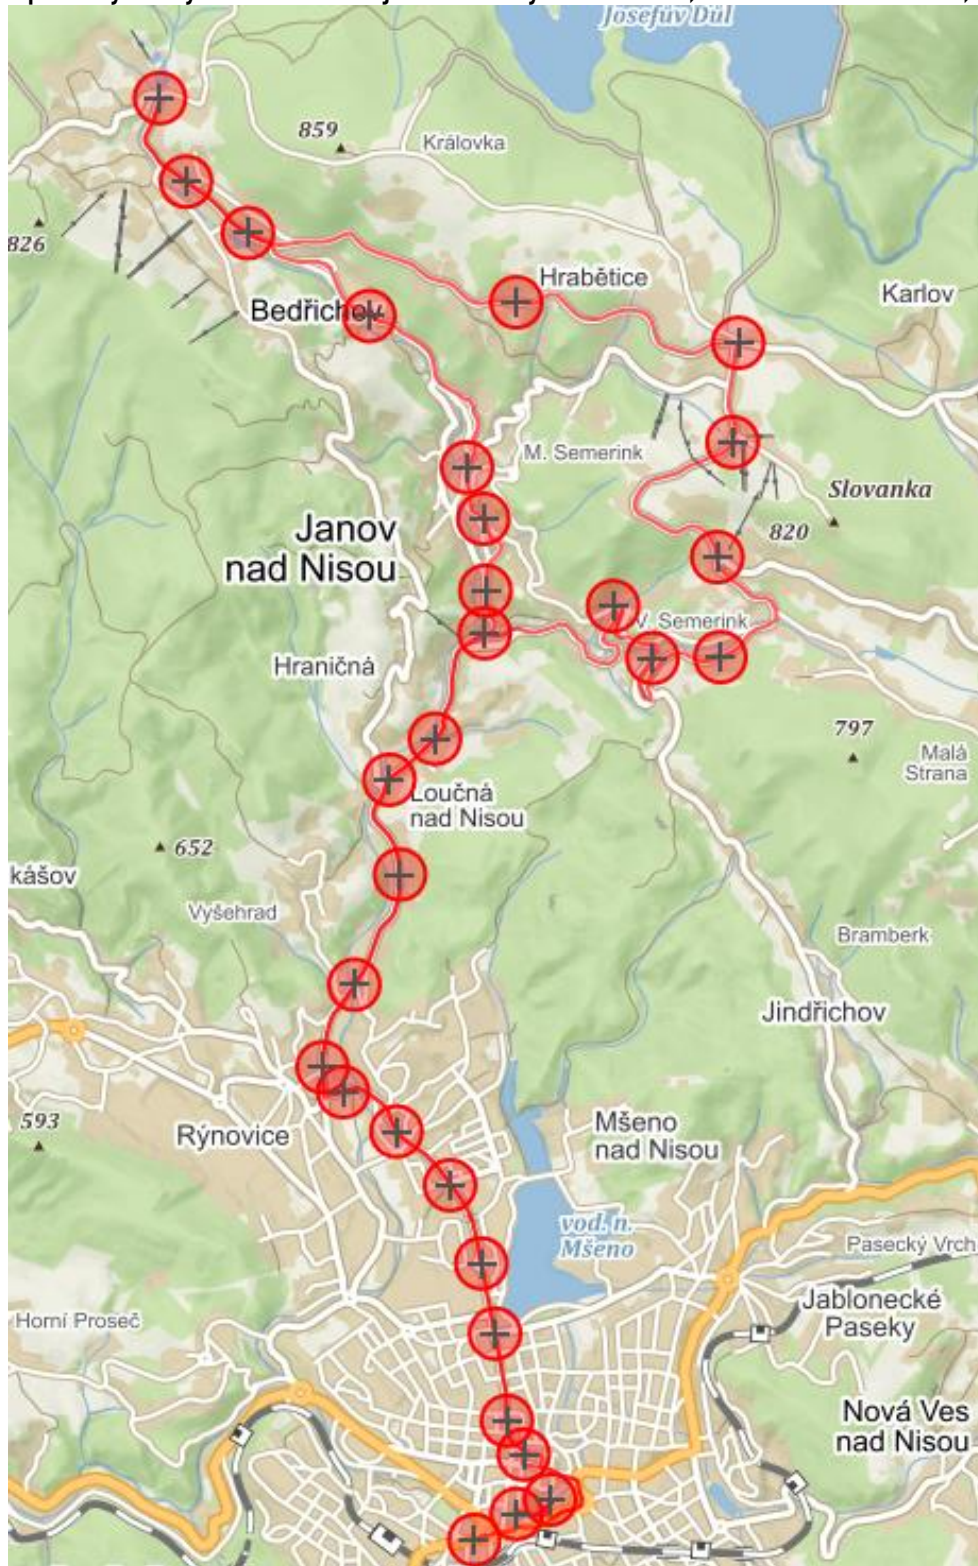 Josefův Důl
859
Královka
826
Hrabětice
Karlov
Bedřichov
M. Semerink
Slovanka
820
Janov
nad Nisou
V. Semerink
Hraničná
797
Malá
Strana
Loučná
nad Nisou
652
kášov
Vyšehrad
Bramberk
Jindřichov
593
Rýnovice
Mšeno
nad Nisou
vod. n.
Mšeno
Pasecký Vrch
Jablonecké
Paseky
Horní Proseč
Nová Ves
nad Nisou